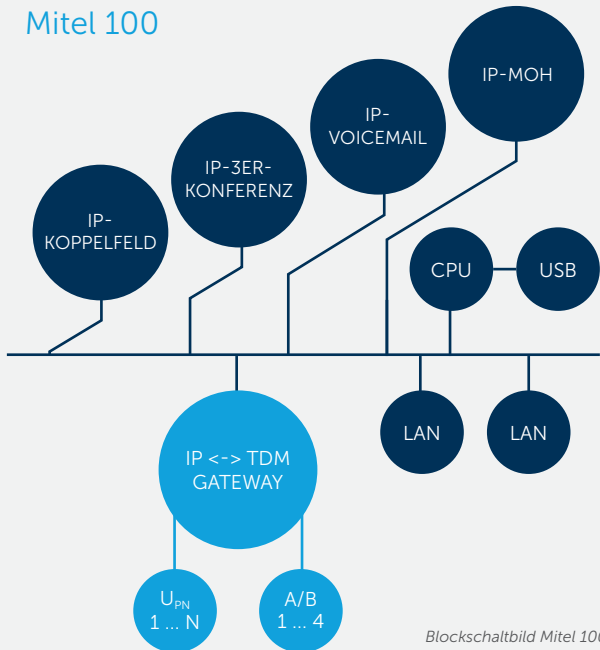 Mitel 100
IP-MOH
IP-
VOICEMAIL
IP-3ER-
KONFERENZ
IP-
KOPPELFELD
CPU
USB
LAN
LAN
IP <-> TDM
GATEWAY
UPN
1 ... N
A/B
1 ... 4
Blockschaltbild Mitel 100